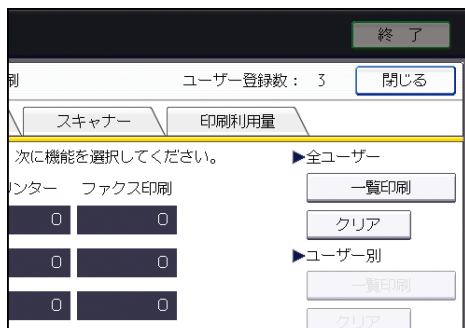 終 了
刷 ユーザー登録数： 3 閉じる
スキャナー 印刷利用量
次に機能を選択してください。 ▶全ユーザー
リンター ファクス印刷 一覧印刷
0 0 クリア
0 0 ▶ユーザー別
一覧印刷
0 0 クリア